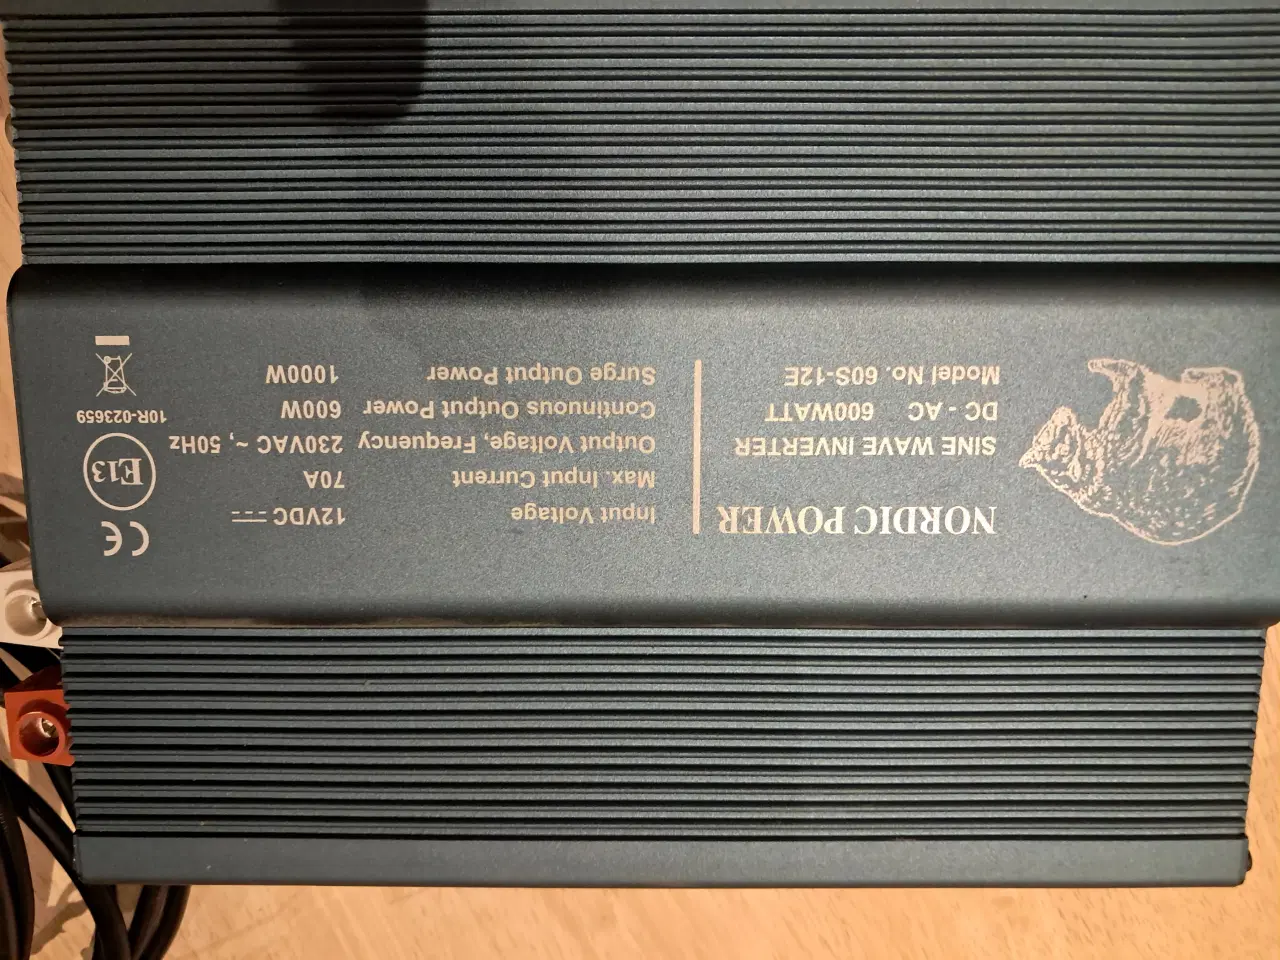 NORDIC POWER
SINE WAVE INVERTER
DC - AC 600WATT
Model No. 60S-12E
Input Voltage 12VDC
Max. Input Current 70A
Output Voltage, Frequency 230VAC ~, 50Hz
Continuous Output Power 600W
Surge Output Power 1000W
CE
E13
10R-023659